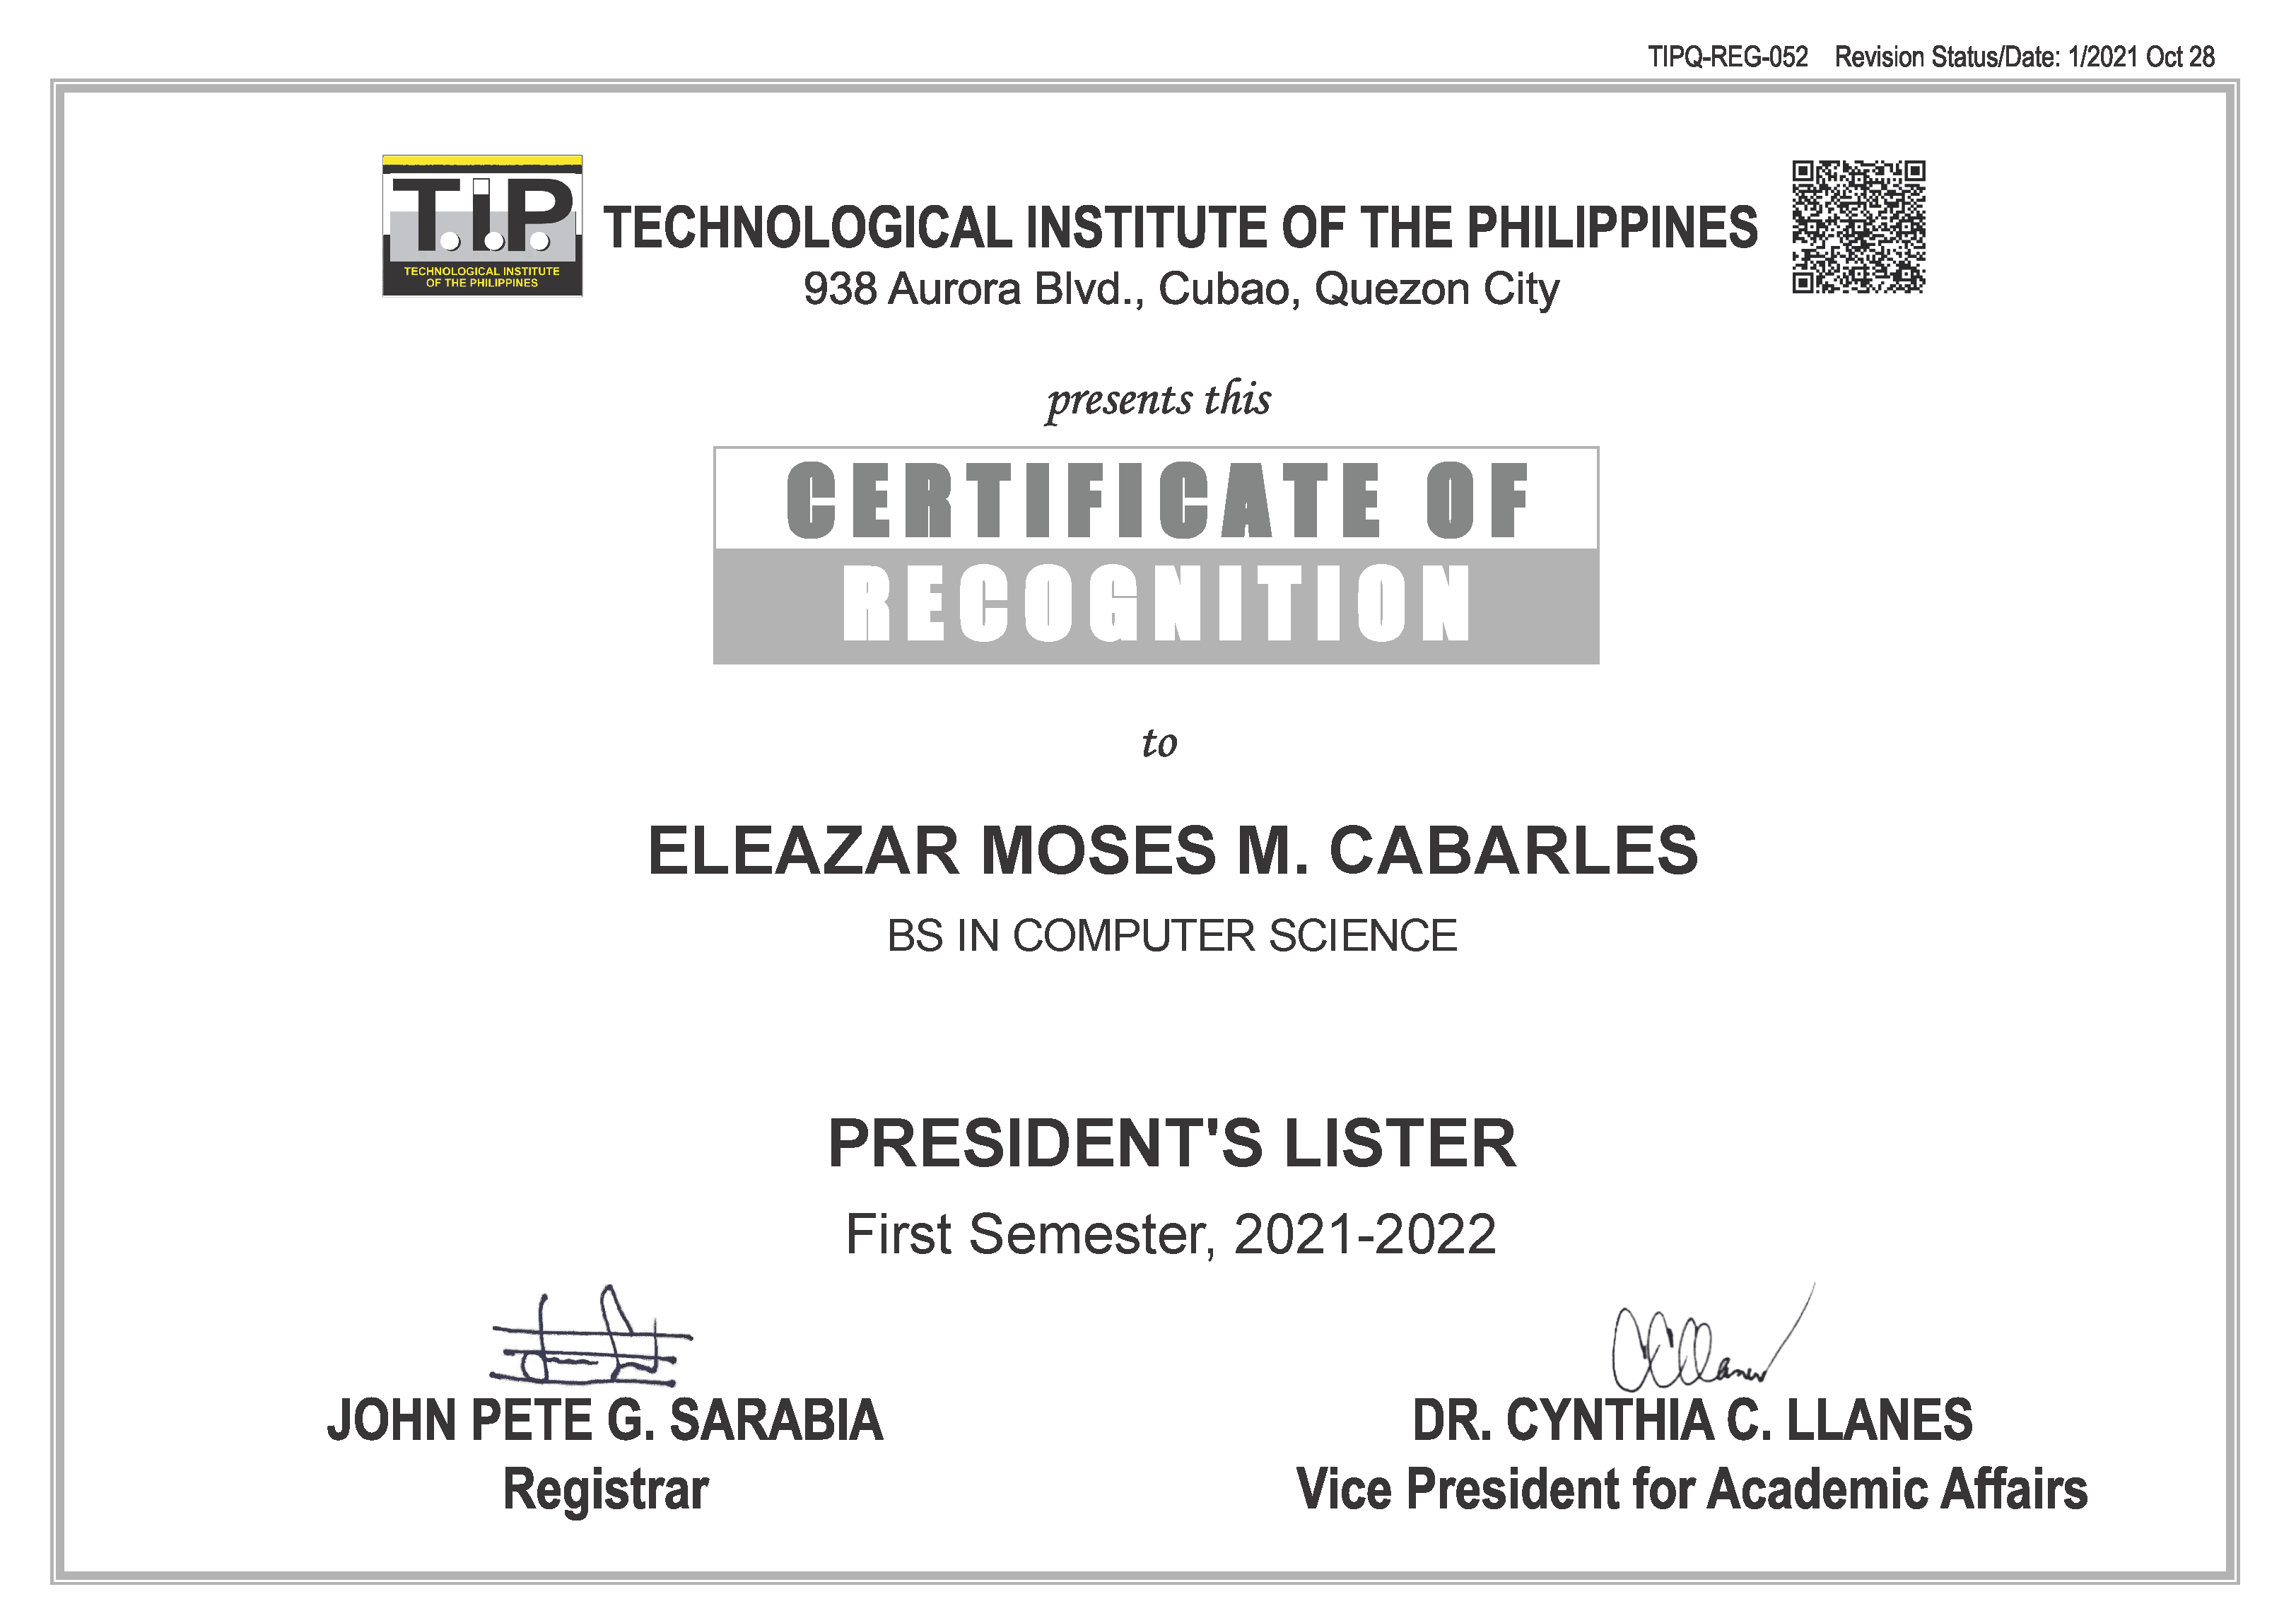 TIPQ-REG-052 Revision Status/Date: 1/2021 Oct 28
T.I.P.
TECHNOLOGICAL INSTITUTE
OF THE PHILIPPINES
TECHNOLOGICAL INSTITUTE OF THE PHILIPPINES
938 Aurora Blvd., Cubao, Quezon City
presents this
CERTIFICATE OF
RECOGNITION
to
ELEAZAR MOSES M. CABARLES
BS IN COMPUTER SCIENCE
PRESIDENT'S LISTER
First Semester, 2021-2022
JOHN PETE G. SARABIA
Registrar
DR. CYNTHIA C. LLANES
Vice President for Academic Affairs